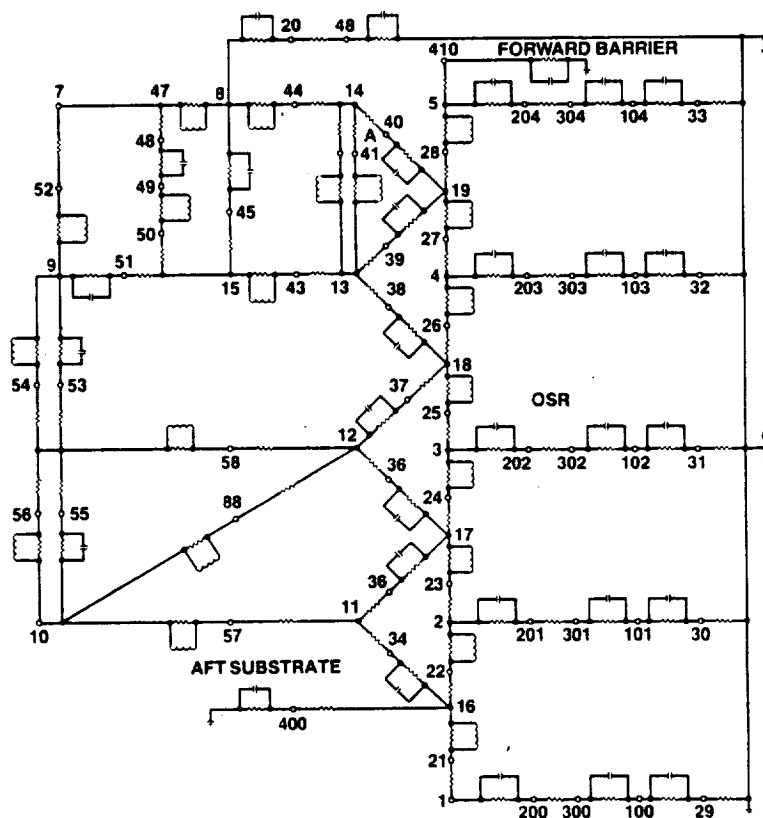 20 48
410 FORWARD BARRIER
7 47 8 44 14 5
40 204 304 104 33
A
48 41 28
49
52 19
50 45 27
39
9 51 15 43 13 4 203 303 103 32
38
26
18
54 53 37 25 OSR
12 3 202 302 102 31
58 36
88 24
56 55 17
36 23
10 57 11 2 201 301 101 30
34 22
AFT SUBSTRATE
16
400
21
1 200 300 100 29